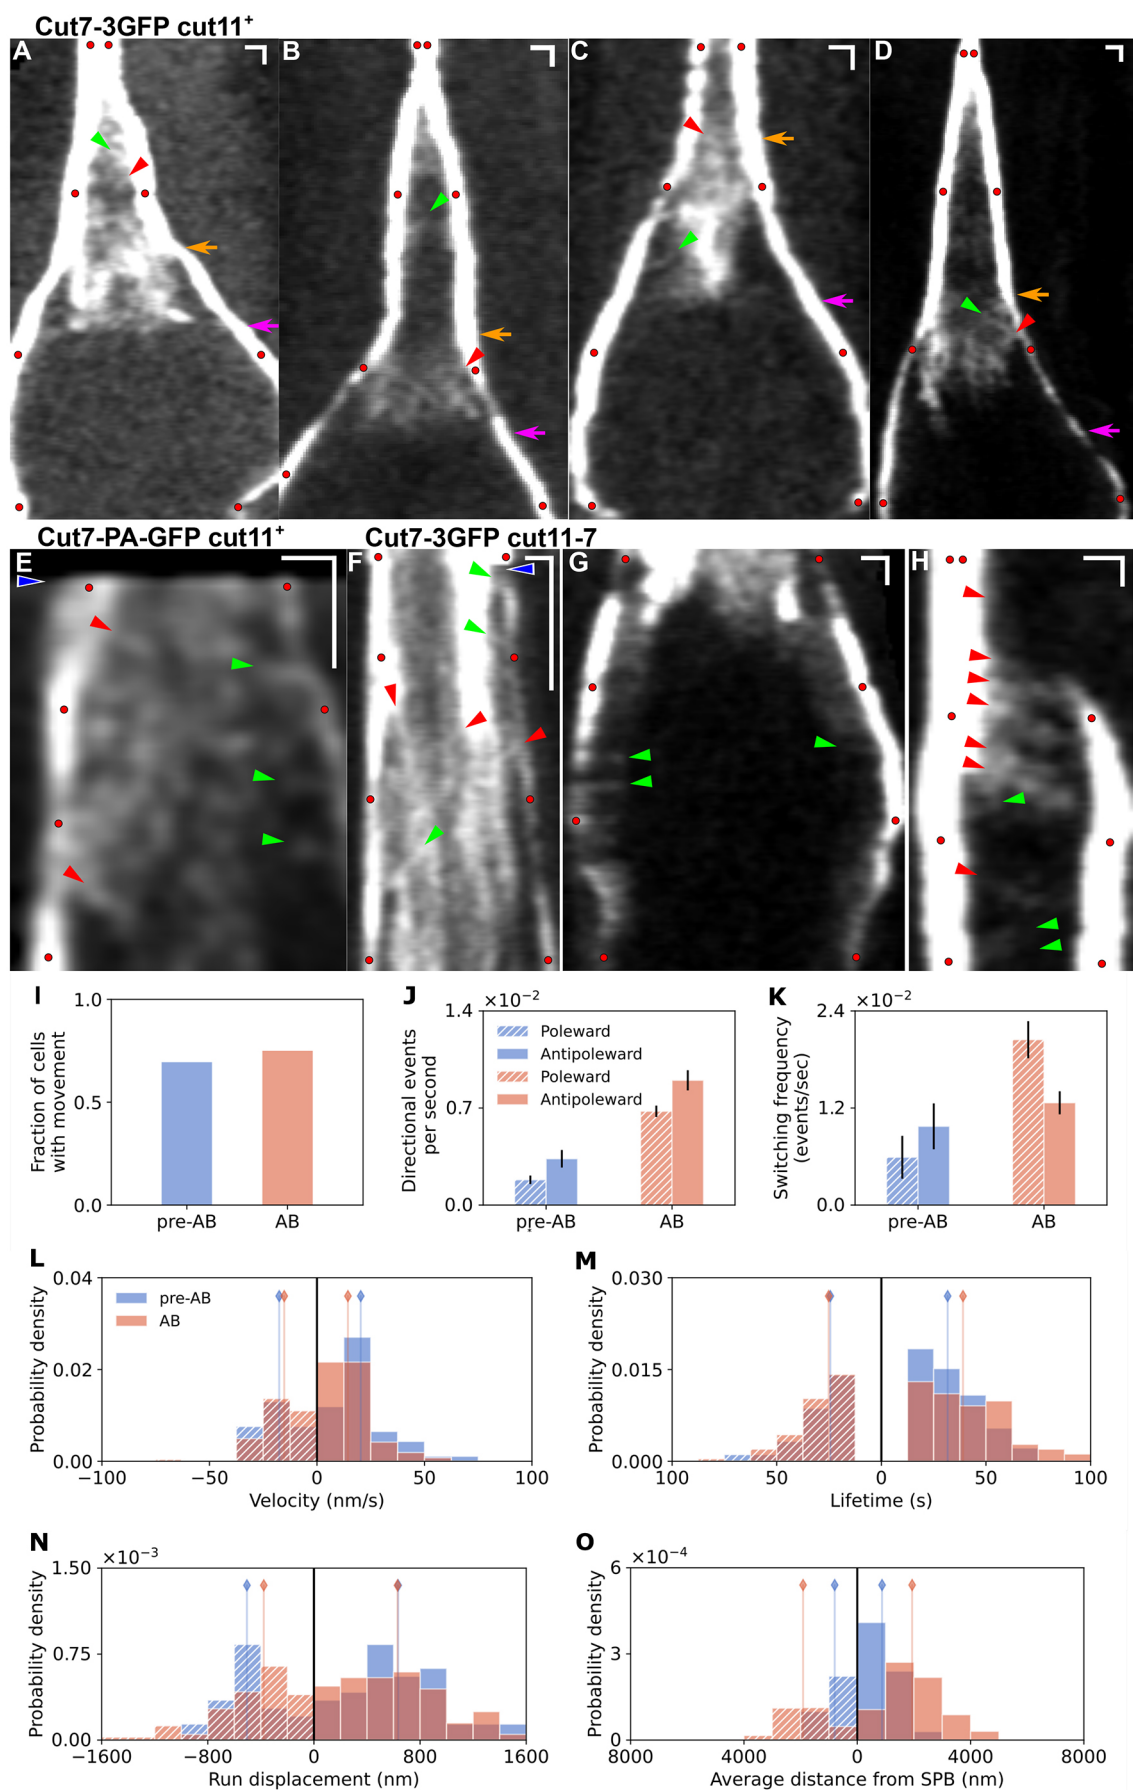 Cut7-3GFP cut11+
A B C D
Cut7-PA-GFP cut11+ Cut7-3GFP cut11-7
E F G H
I J K
1.0
0.5
0.0
Fraction of cells
with movement
pre-AB AB
×10−2
1.4
0.7
0.0
Directional events
per second
Poleward
Antipoleward
Poleward
Antipoleward
pre-AB AB
×10−2
2.4
1.2
0.0
Switching frequency
(events/sec)
pre-AB AB
L M
0.04
0.02
0.00
Probability density
pre-AB
AB
−100 −50 0 50 100
Velocity (nm/s)
0.030
0.015
0.000
Probability density
100 50 0 50 100
Lifetime (s)
N O
×10−3
1.50
0.75
0.00
Probability density
−1600 −800 0 800 1600
Run displacement (nm)
×10−4
6
3
0
Probability density
8000 4000 0 4000 8000
Average distance from SPB (nm)